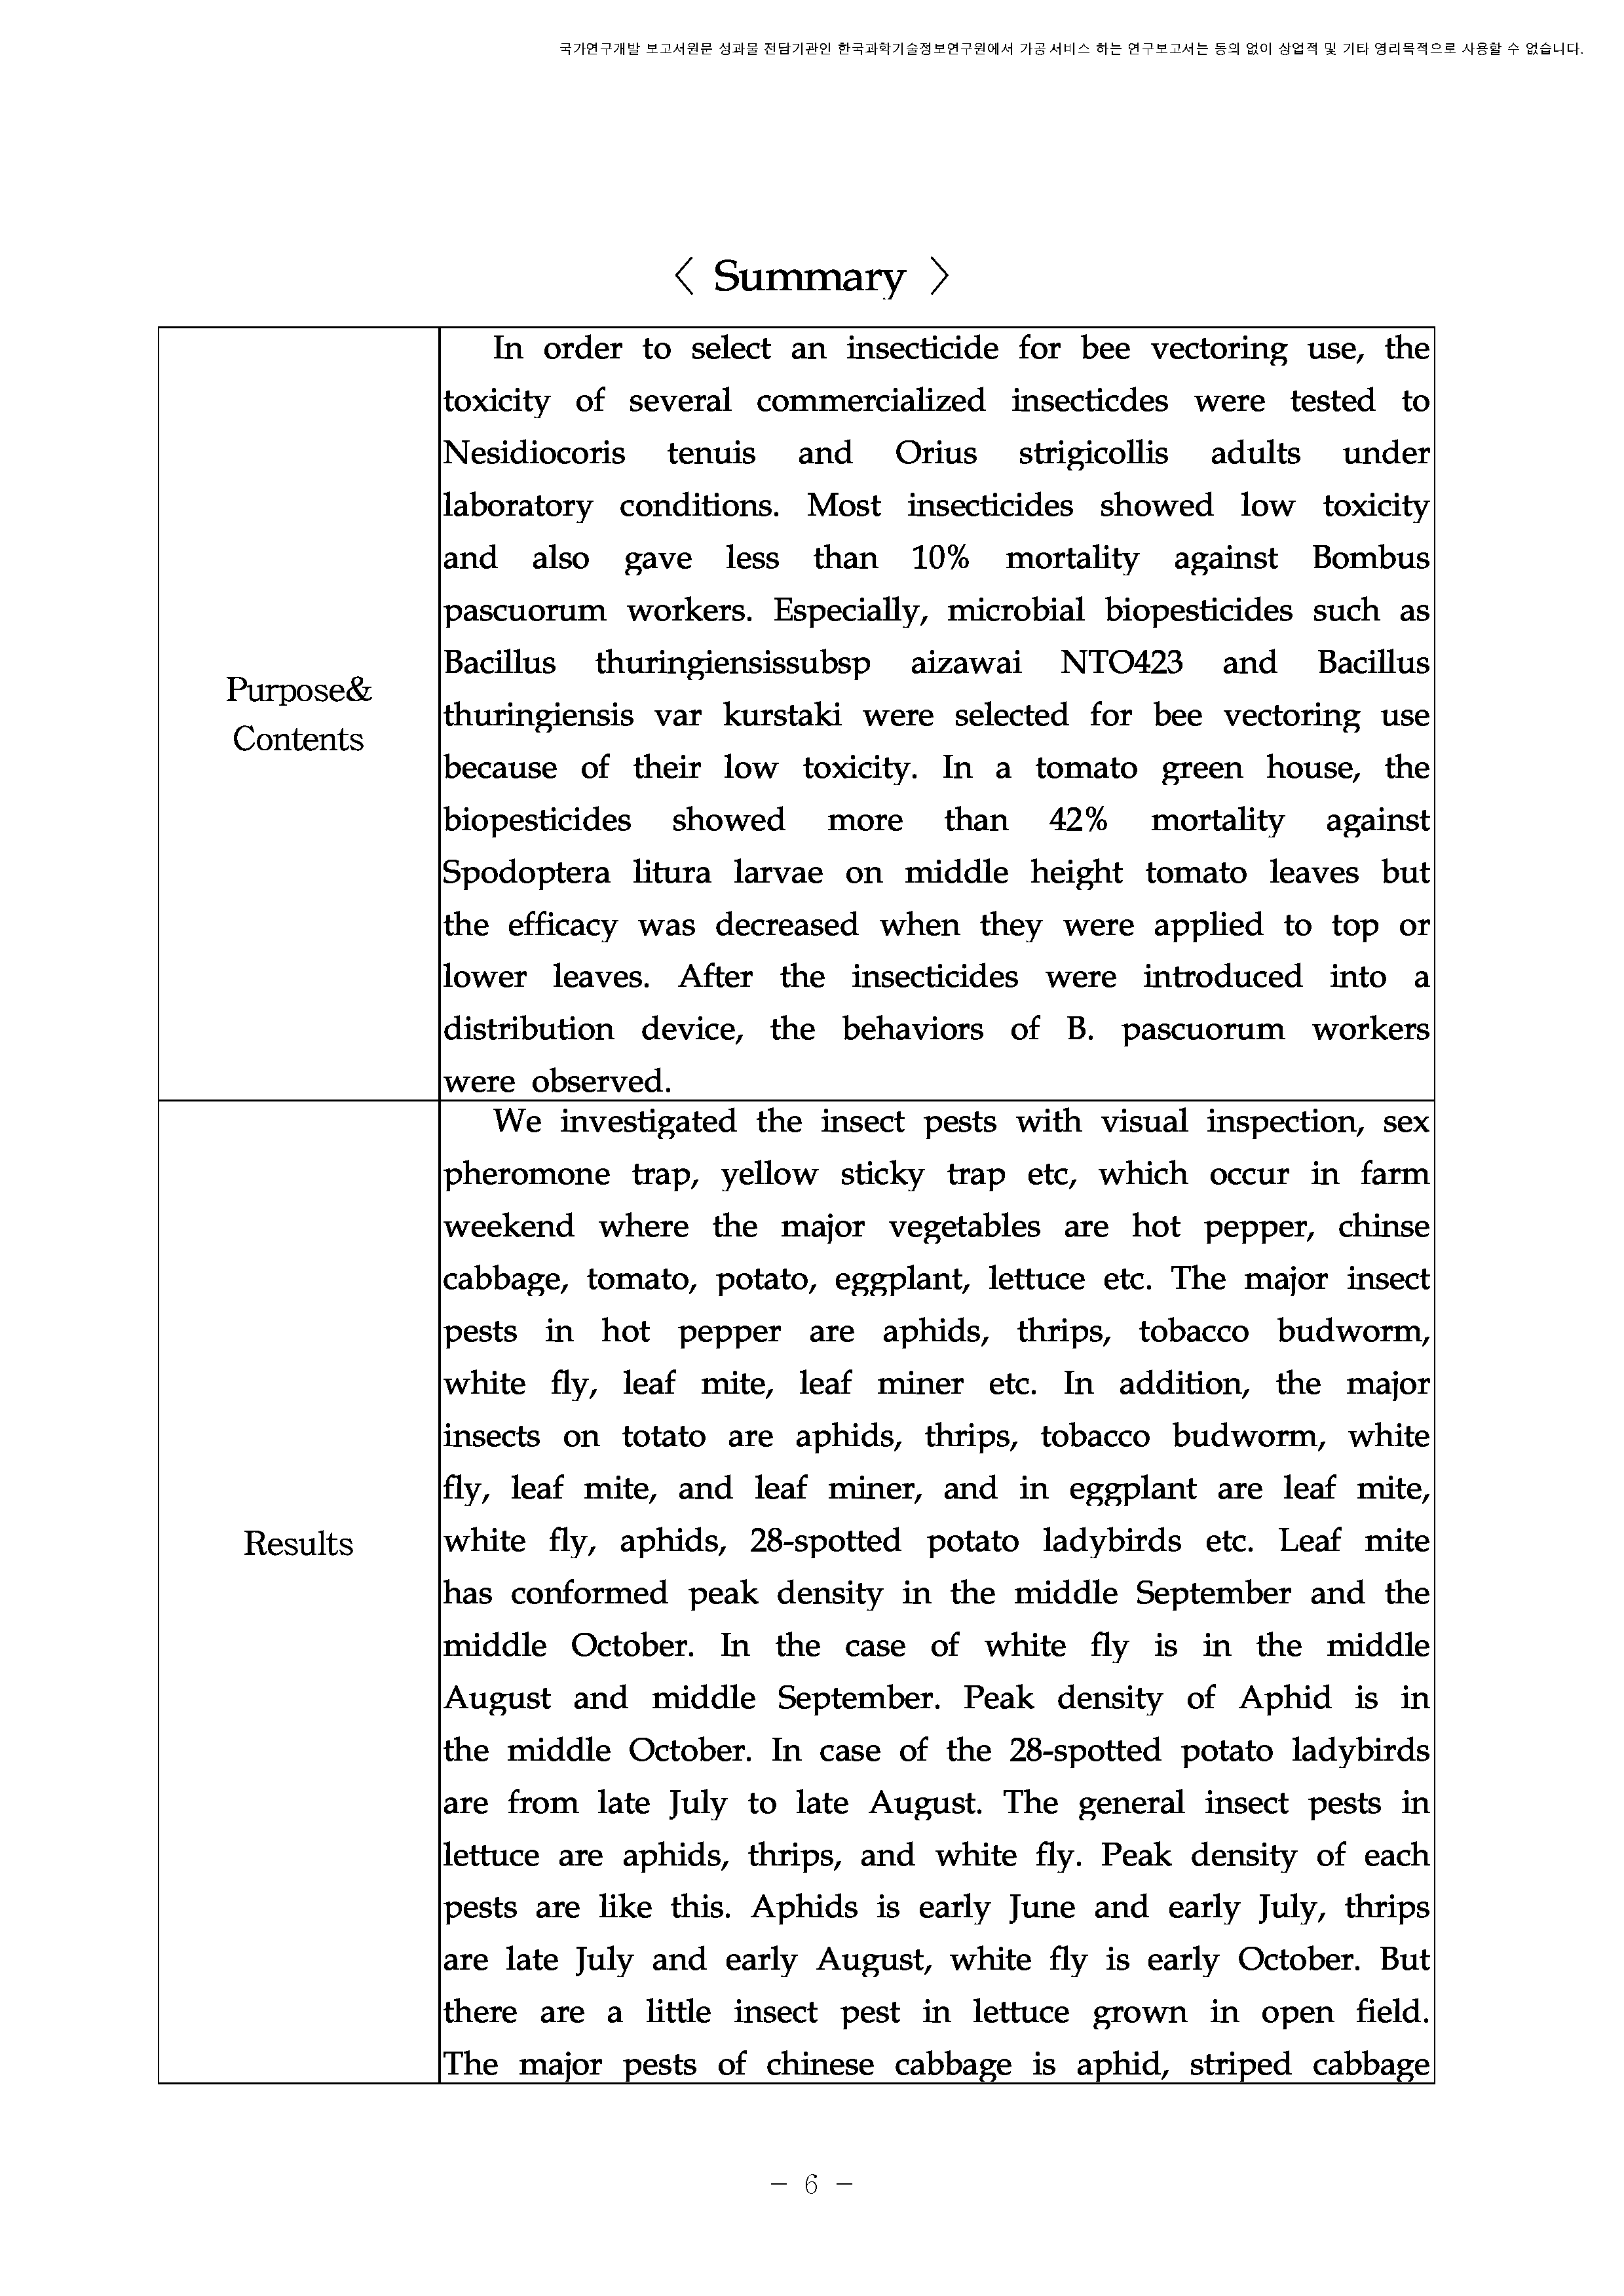 국가연구개발 보고서원문 성과물 전담기관인 한국과학기술정보연구원에서 가공·서비스 하는 연구보고서는 동의 없이 상업적 및 기타 영리목적으로 사용할 수 없습니다.
〈 Summary 〉
Purpose&
Contents
In order to select an insecticide for bee vectoring use, the
toxicity of several commercialized insecticdes were tested to
Nesidiocoris tenuis and Orius strigicollis adults under
laboratory conditions. Most insecticides showed low toxicity
and also gave less than 10% mortality against Bombus
pascuorum workers. Especially, microbial biopesticides such as
Bacillus thuringiensissubsp aizawai NTO423 and Bacillus
thuringiensis var kurstaki were selected for bee vectoring use
because of their low toxicity. In a tomato green house, the
biopesticides showed more than 42% mortality against
Spodoptera litura larvae on middle height tomato leaves but
the efficacy was decreased when they were applied to top or
lower leaves. After the insecticides were introduced into a
distribution device, the behaviors of B. pascuorum workers
were observed.
Results
We investigated the insect pests with visual inspection, sex
pheromone trap, yellow sticky trap etc, which occur in farm
weekend where the major vegetables are hot pepper, chinse
cabbage, tomato, potato, eggplant, lettuce etc. The major insect
pests in hot pepper are aphids, thrips, tobacco budworm,
white fly, leaf mite, leaf miner etc. In addition, the major
insects on totato are aphids, thrips, tobacco budworm, white
fly, leaf mite, and leaf miner, and in eggplant are leaf mite,
white fly, aphids, 28-spotted potato ladybirds etc. Leaf mite
has conformed peak density in the middle September and the
middle October. In the case of white fly is in the middle
August and middle September. Peak density of Aphid is in
the middle October. In case of the 28-spotted potato ladybirds
are from late July to late August. The general insect pests in
lettuce are aphids, thrips, and white fly. Peak density of each
pests are like this. Aphids is early June and early July, thrips
are late July and early August, white fly is early October. But
there are a little insect pest in lettuce grown in open field.
The major pests of chinese cabbage is aphid, striped cabbage
- 6 -